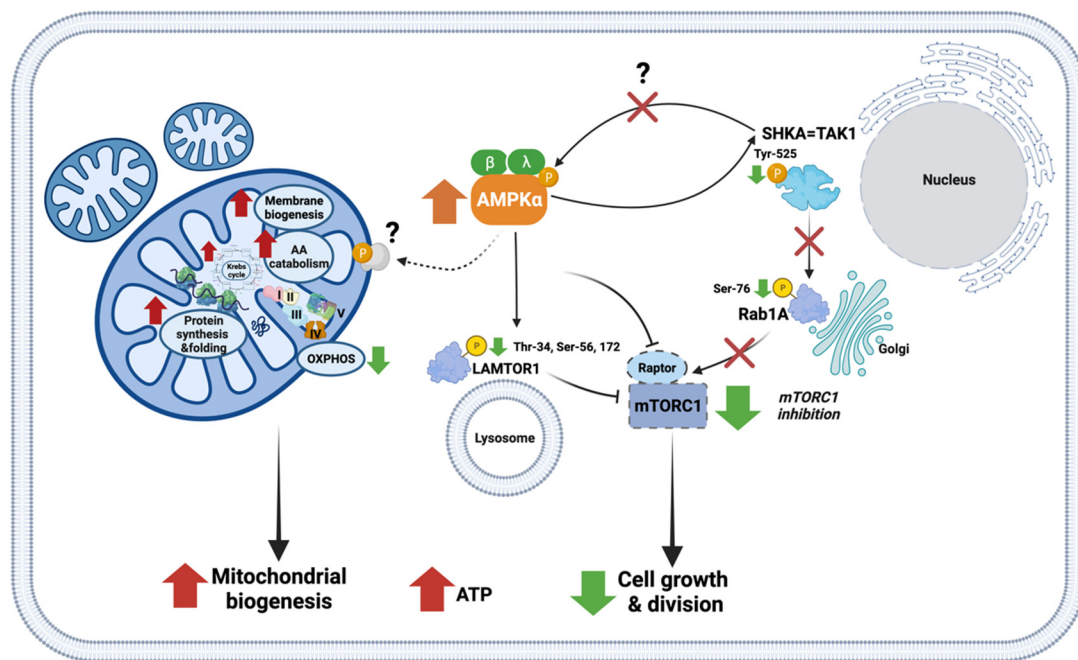 ?
SHKA=TAK1
Tyr-525
P
Nucleus
β λ
P
AMPKα
Membrane
biogenesis
AA
catabolism
Krebs
cycle
P
?
I II
III
IV
V
Protein
synthesis
&folding
OXPHOS
P
Thr-34, Ser-56, 172
LAMTOR1
Lysosome
Ser-76
P
Rab1A
Golgi
Raptor
mTORC1
mTORC1
inhibition
Mitochondrial
biogenesis
ATP
Cell growth
& division